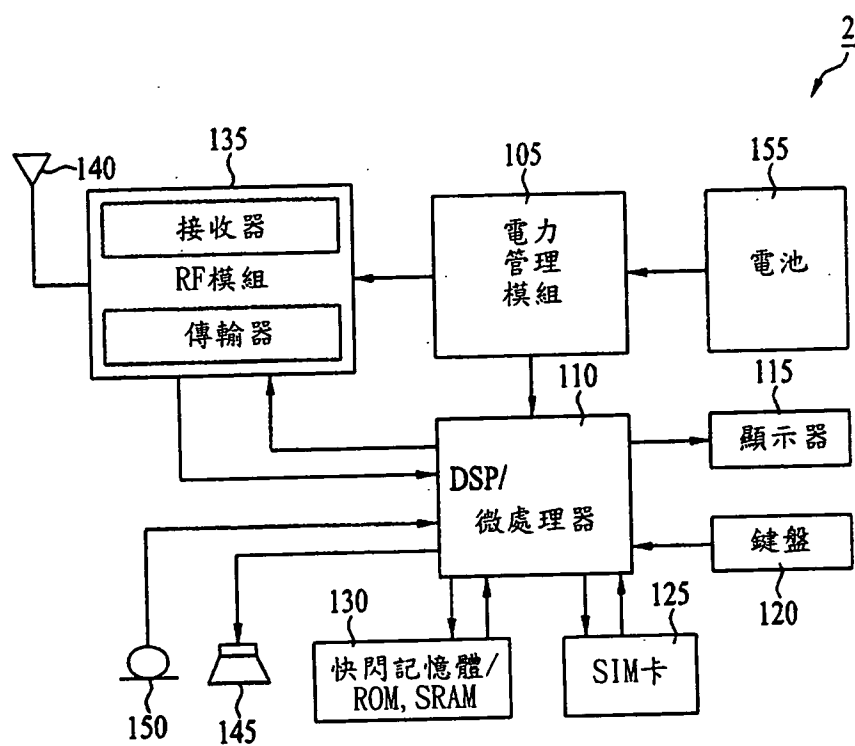 2
140
135
105
155
接收器
RF模組
傳輸器
電力
管理
模組
電池
110
115
DSP/
微處理器
顯示器
鍵盤
120
130
125
快閃記憶體/
ROM, SRAM
SIM卡
150
145